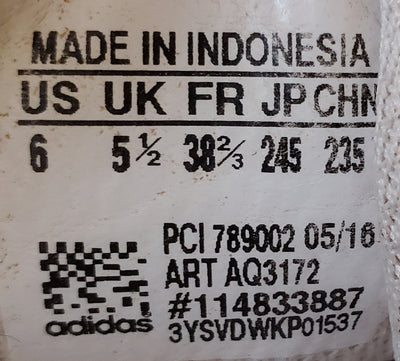 MADE IN INDONESIA
US UK FR JP CHN
6 5½ 38⅔ 245 235
PCI 789002 05/16
ART AQ3172
#114833887
adidas 3YSVDWKP01537